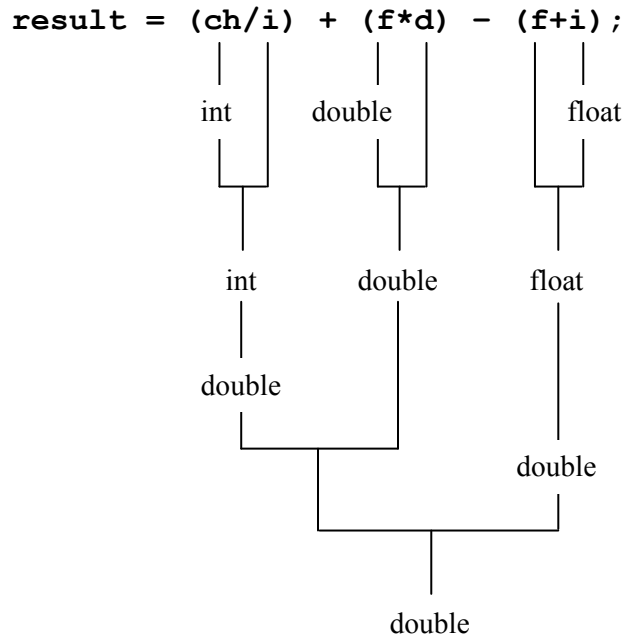 result = (ch/i) + (f*d) – (f+i);
int double float
int double float
double
double
double